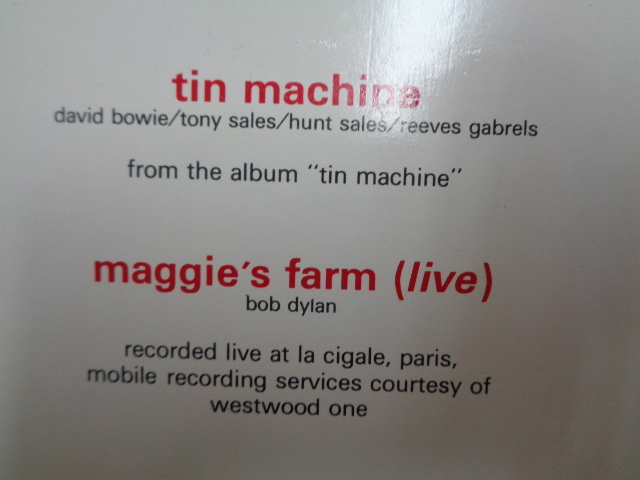 tin machine
david bowie/tony sales/hunt sales/reeves gabrels
from the album "tin machine"
maggie's farm (live)
bob dylan
recorded live at la cigale, paris,
mobile recording services courtesy of
westwood one